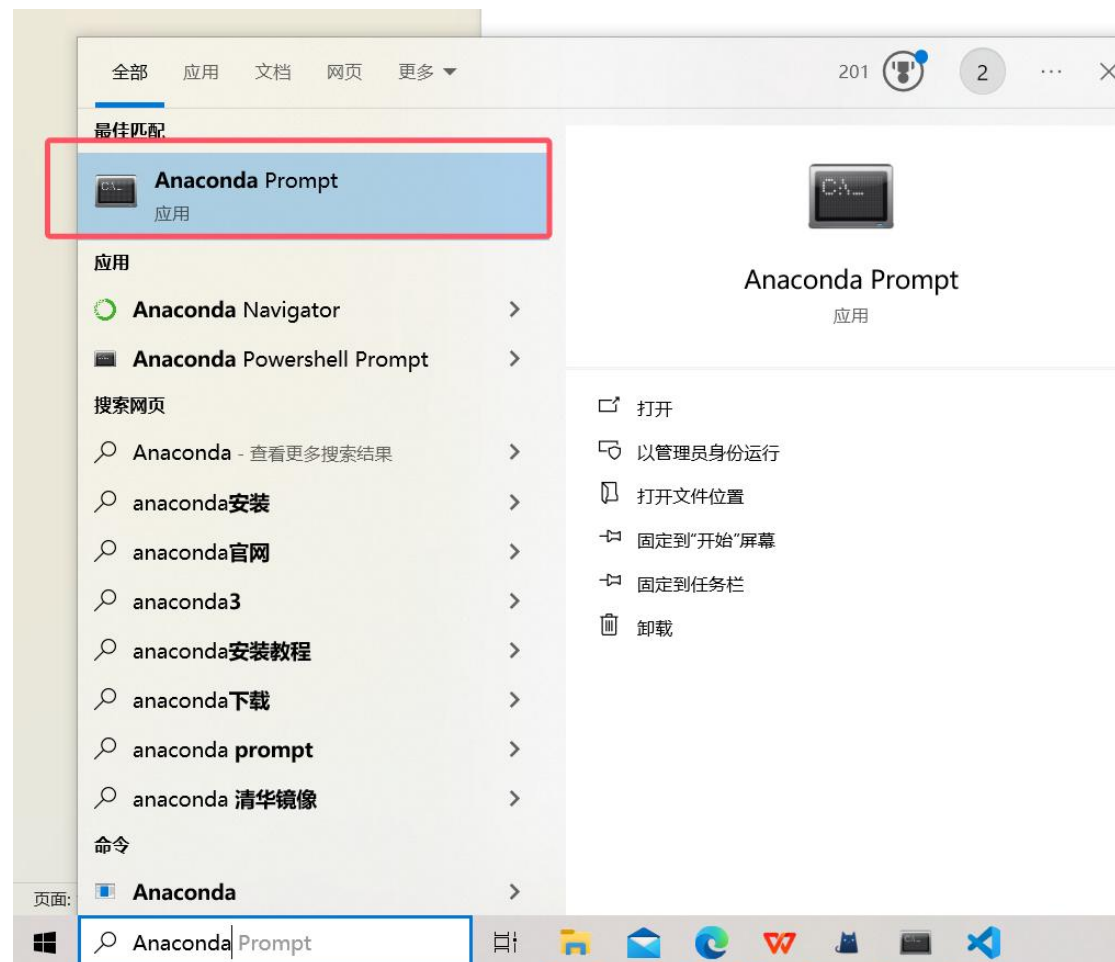 全部 应用 文档 网页 更多 201 2 ...
最佳匹配
Anaconda Prompt
应用
应用
Anaconda Navigator
Anaconda Powershell Prompt
搜索网页
Anaconda - 查看更多搜索结果
anaconda安装
anaconda官网
anaconda3
anaconda安装教程
anaconda下载
anaconda prompt
anaconda 清华镜像
命令
Anaconda
Anaconda Prompt
应用
打开
以管理员身份运行
打开文件位置
固定到"开始"屏幕
固定到任务栏
卸载
页面:
Anaconda Prompt